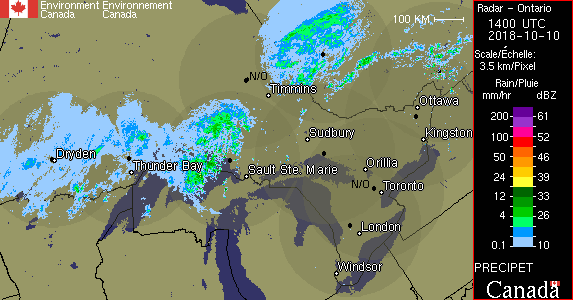 Environment Environnement
Canada Canada
100 KM
N/O
Timmins
Ottawa
Sudbury
Kingston
Dryden
Thunder Bay
Sault Ste. Marie
Orillia
N/O
Toronto
London
Windsor
Radar - Ontario
1400 UTC
2018-10-10
Scale/Échelle:
3.5 km/Pixel
Rain/Pluie
mm/hr dBZ
200 61
100 52
50 46
24 39
12 33
4 26
0.1 10
PRECIPET
Canada